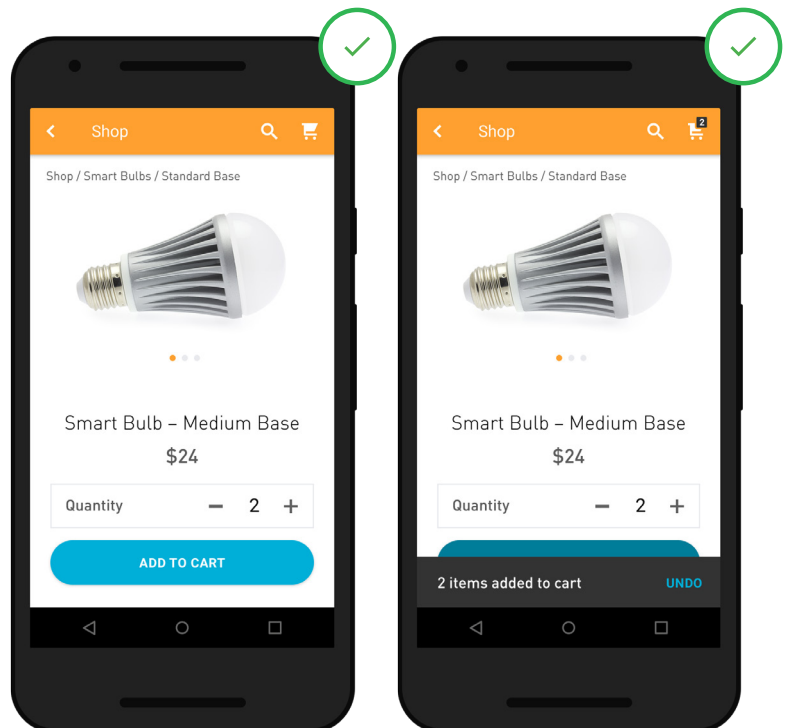 Shop
Shop / Smart Bulbs / Standard Base
Smart Bulb – Medium Base
$24
Quantity
2
ADD TO CART
Shop
2
Shop / Smart Bulbs / Standard Base
Smart Bulb – Medium Base
$24
Quantity
2
2 items added to cart UNDO